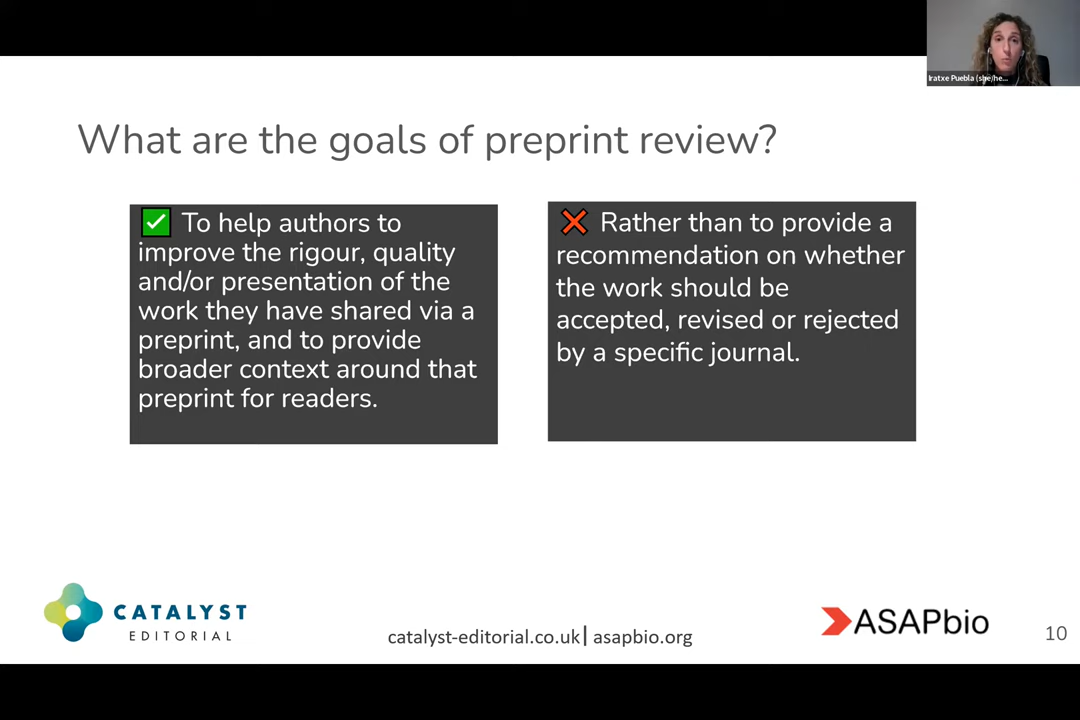 Iratxe Puebla (she/he...
What are the goals of preprint review?
✅ To help authors to
improve the rigour, quality
and/or presentation of the
work they have shared via a
preprint, and to provide
broader context around that
preprint for readers.
❌ Rather than to provide a
recommendation on whether
the work should be
accepted, revised or rejected
by a specific journal.
CATALYST
EDITORIAL
catalyst-editorial.co.uk| asapbio.org
ASAPbio
10